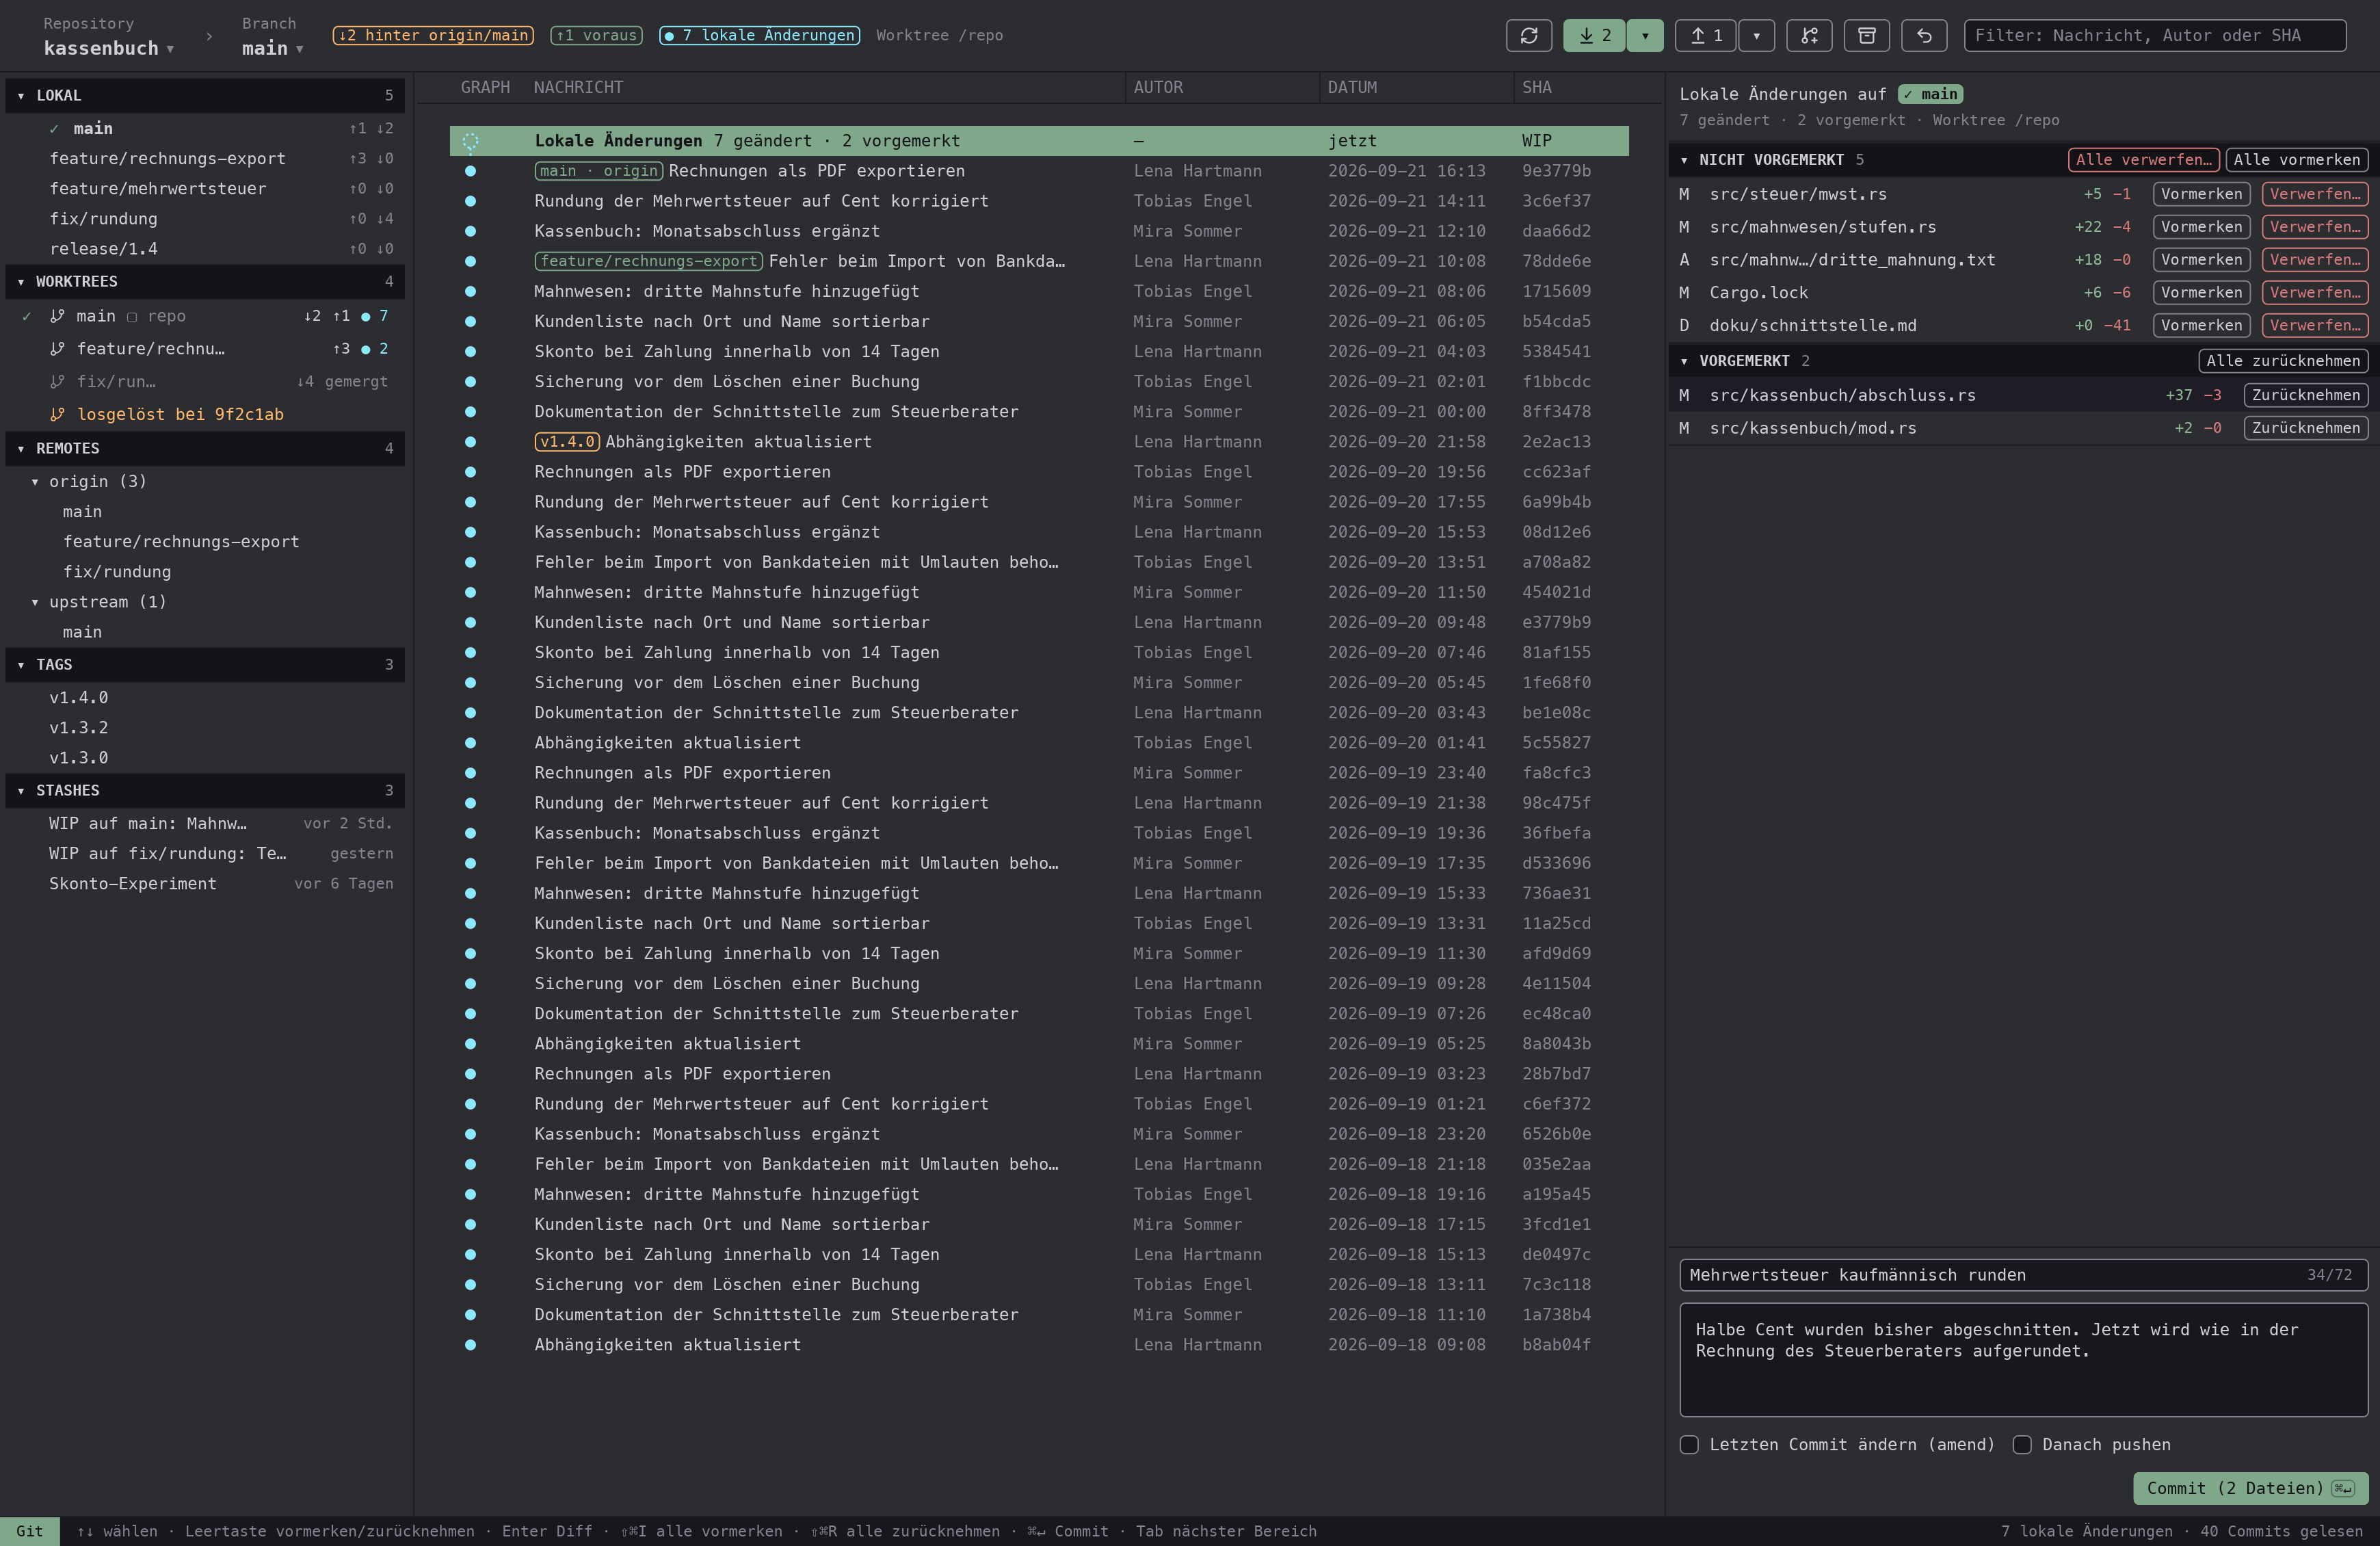 Repository
kassenbuch ▾
›
Branch
main ▾
↓2 hinter origin/main ↑1 voraus ● 7 lokale Änderungen Worktree /repo
2 ▾ 1 ▾ Filter: Nachricht, Autor oder SHA
▾ LOKAL 5
✓ main ↑1 ↓2
feature/rechnungs-export ↑3 ↓0
feature/mehrwertsteuer ↑0 ↓0
fix/rundung ↑0 ↓4
release/1.4 ↑0 ↓0
▾ WORKTREES 4
✓ main ▢ repo ↓2 ↑1 ● 7
feature/rechnu… ↑3 ● 2
fix/run… ↓4 gemergt
losgelöst bei 9f2c1ab
▾ REMOTES 4
▾ origin (3)
main
feature/rechnungs-export
fix/rundung
▾ upstream (1)
main
▾ TAGS 3
v1.4.0
v1.3.2
v1.3.0
▾ STASHES 3
WIP auf main: Mahnw… vor 2 Std.
WIP auf fix/rundung: Te… gestern
Skonto-Experiment vor 6 Tagen
GRAPH NACHRICHT AUTOR DATUM SHA
Lokale Änderungen 7 geändert · 2 vorgemerkt — jetzt WIP
main · origin Rechnungen als PDF exportieren Lena Hartmann 2026-09-21 16:13 9e3779b
Rundung der Mehrwertsteuer auf Cent korrigiert Tobias Engel 2026-09-21 14:11 3c6ef37
Kassenbuch: Monatsabschluss ergänzt Mira Sommer 2026-09-21 12:10 daa66d2
feature/rechnungs-export Fehler beim Import von Bankda… Lena Hartmann 2026-09-21 10:08 78dde6e
Mahnwesen: dritte Mahnstufe hinzugefügt Tobias Engel 2026-09-21 08:06 1715609
Kundenliste nach Ort und Name sortierbar Mira Sommer 2026-09-21 06:05 b54cda5
Skonto bei Zahlung innerhalb von 14 Tagen Lena Hartmann 2026-09-21 04:03 5384541
Sicherung vor dem Löschen einer Buchung Tobias Engel 2026-09-21 02:01 f1bbcdc
Dokumentation der Schnittstelle zum Steuerberater Mira Sommer 2026-09-21 00:00 8ff3478
v1.4.0 Abhängigkeiten aktualisiert Lena Hartmann 2026-09-20 21:58 2e2ac13
Rechnungen als PDF exportieren Tobias Engel 2026-09-20 19:56 cc623af
Rundung der Mehrwertsteuer auf Cent korrigiert Mira Sommer 2026-09-20 17:55 6a99b4b
Kassenbuch: Monatsabschluss ergänzt Lena Hartmann 2026-09-20 15:53 08d12e6
Fehler beim Import von Bankdateien mit Umlauten beho… Tobias Engel 2026-09-20 13:51 a708a82
Mahnwesen: dritte Mahnstufe hinzugefügt Mira Sommer 2026-09-20 11:50 454021d
Kundenliste nach Ort und Name sortierbar Lena Hartmann 2026-09-20 09:48 e3779b9
Skonto bei Zahlung innerhalb von 14 Tagen Tobias Engel 2026-09-20 07:46 81af155
Sicherung vor dem Löschen einer Buchung Mira Sommer 2026-09-20 05:45 1fe68f0
Dokumentation der Schnittstelle zum Steuerberater Lena Hartmann 2026-09-20 03:43 be1e08c
Abhängigkeiten aktualisiert Tobias Engel 2026-09-20 01:41 5c55827
Rechnungen als PDF exportieren Mira Sommer 2026-09-19 23:40 fa8cfc3
Rundung der Mehrwertsteuer auf Cent korrigiert Lena Hartmann 2026-09-19 21:38 98c475f
Kassenbuch: Monatsabschluss ergänzt Tobias Engel 2026-09-19 19:36 36fbefa
Fehler beim Import von Bankdateien mit Umlauten beho… Mira Sommer 2026-09-19 17:35 d533696
Mahnwesen: dritte Mahnstufe hinzugefügt Lena Hartmann 2026-09-19 15:33 736ae31
Kundenliste nach Ort und Name sortierbar Tobias Engel 2026-09-19 13:31 11a25cd
Skonto bei Zahlung innerhalb von 14 Tagen Mira Sommer 2026-09-19 11:30 afd9d69
Sicherung vor dem Löschen einer Buchung Lena Hartmann 2026-09-19 09:28 4e11504
Dokumentation der Schnittstelle zum Steuerberater Tobias Engel 2026-09-19 07:26 ec48ca0
Abhängigkeiten aktualisiert Mira Sommer 2026-09-19 05:25 8a8043b
Rechnungen als PDF exportieren Lena Hartmann 2026-09-19 03:23 28b7bd7
Rundung der Mehrwertsteuer auf Cent korrigiert Tobias Engel 2026-09-19 01:21 c6ef372
Kassenbuch: Monatsabschluss ergänzt Mira Sommer 2026-09-18 23:20 6526b0e
Fehler beim Import von Bankdateien mit Umlauten beho… Lena Hartmann 2026-09-18 21:18 035e2aa
Mahnwesen: dritte Mahnstufe hinzugefügt Tobias Engel 2026-09-18 19:16 a195a45
Kundenliste nach Ort und Name sortierbar Mira Sommer 2026-09-18 17:15 3fcd1e1
Skonto bei Zahlung innerhalb von 14 Tagen Lena Hartmann 2026-09-18 15:13 de0497c
Sicherung vor dem Löschen einer Buchung Tobias Engel 2026-09-18 13:11 7c3c118
Dokumentation der Schnittstelle zum Steuerberater Mira Sommer 2026-09-18 11:10 1a738b4
Abhängigkeiten aktualisiert Lena Hartmann 2026-09-18 09:08 b8ab04f
Lokale Änderungen auf ✓ main
7 geändert · 2 vorgemerkt · Worktree /repo
▾ NICHT VORGEMERKT 5 Alle verwerfen… Alle vormerken
M src/steuer/mwst.rs +5 −1 Vormerken Verwerfen…
M src/mahnwesen/stufen.rs +22 −4 Vormerken Verwerfen…
A src/mahnw…/dritte_mahnung.txt +18 −0 Vormerken Verwerfen…
M Cargo.lock +6 −6 Vormerken Verwerfen…
D doku/schnittstelle.md +0 −41 Vormerken Verwerfen…
▾ VORGEMERKT 2 Alle zurücknehmen
M src/kassenbuch/abschluss.rs +37 −3 Zurücknehmen
M src/kassenbuch/mod.rs +2 −0 Zurücknehmen
Mehrwertsteuer kaufmännisch runden 34/72
Halbe Cent wurden bisher abgeschnitten. Jetzt wird wie in der
Rechnung des Steuerberaters aufgerundet.
Letzten Commit ändern (amend) Danach pushen
Commit (2 Dateien) ⌘↵
Git ↑↓ wählen · Leertaste vormerken/zurücknehmen · Enter Diff · ⇧⌘I alle vormerken · ⇧⌘R alle zurücknehmen · ⌘↵ Commit · Tab nächster Bereich
7 lokale Änderungen · 40 Commits gelesen